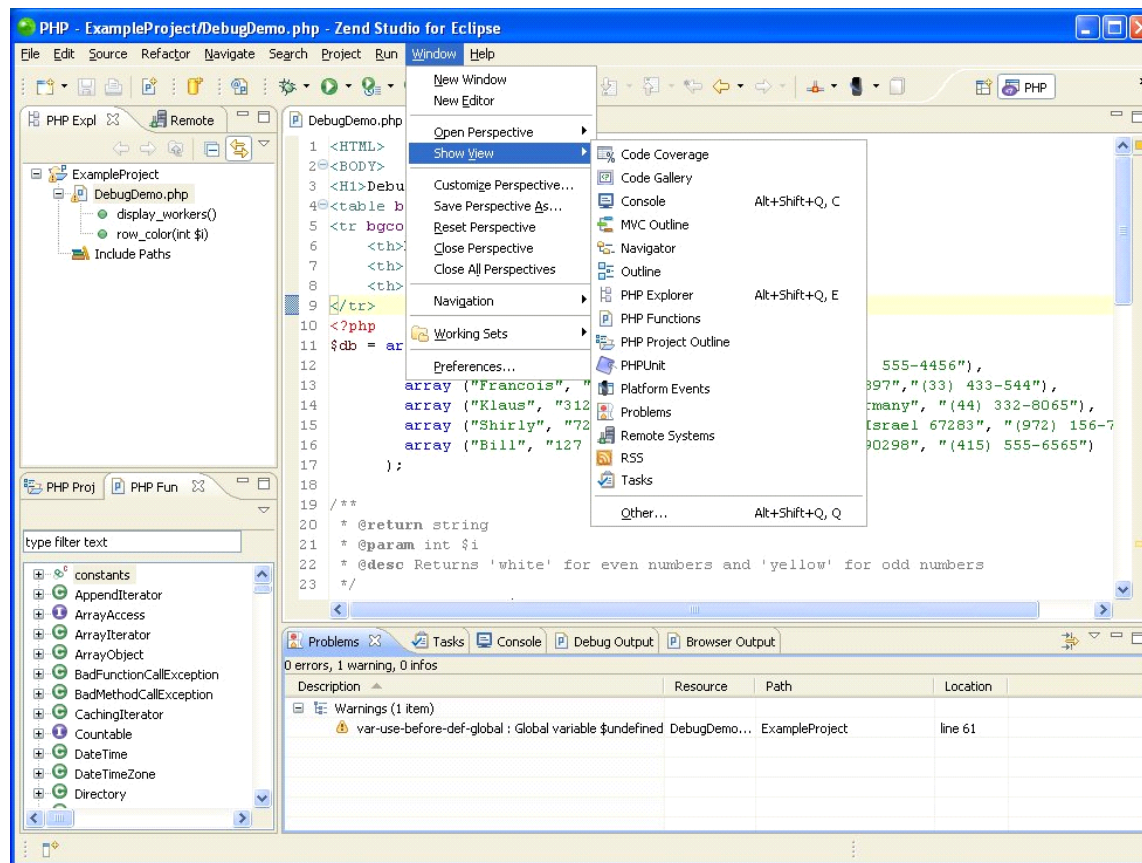 PHP - ExampleProject/DebugDemo.php - Zend Studio for Eclipse
File Edit Source Refactor Navigate Search Project Run Window Help
PHP
PHP Expl Remote
ExampleProject
DebugDemo.php
display_workers()
row_color(int $i)
Include Paths
New Window
New Editor
Open Perspective
Show View
Customize Perspective...
Save Perspective As...
Reset Perspective
Close Perspective
Close All Perspectives
Navigation
Working Sets
Preferences...
Code Coverage
Code Gallery
Console Alt+Shift+Q, C
MVC Outline
Navigator
Outline
PHP Explorer Alt+Shift+Q, E
PHP Functions
PHP Project Outline
PHPUnit
Platform Events
Problems
Remote Systems
RSS
Tasks
Other... Alt+Shift+Q, Q
DebugDemo.php
1 <HTML>
2 <BODY>
3 <H1>Debu
4 <table b
5 <tr bgco
6 <th>
7 <th>
8 <th>
9 </tr>
10 <?php
11 $db = ar
12 555-4456"),
13 array ("Francois", " 397","(33) 433-544"),
14 array ("Klaus", "312 rmany", "(44) 332-8065"),
15 array ("Shirly", "72 Israel 67283", "(972) 156-7
16 array ("Bill", "127 90298", "(415) 555-6565")
17 );
18
19 /**
20 * @return string
21 * @param int $i
22 * @desc Returns 'white' for even numbers and 'yellow' for odd numbers
23 */
PHP Proj PHP Fun
type filter text
constants
AppendIterator
ArrayAccess
ArrayIterator
ArrayObject
BadFunctionCallException
BadMethodCallException
CachingIterator
Countable
DateTime
DateTimeZone
Directory
Problems Tasks Console Debug Output Browser Output
0 errors, 1 warning, 0 infos
Description Resource Path Location
Warnings (1 item)
var-use-before-def-global : Global variable $undefined DebugDemo... ExampleProject line 61